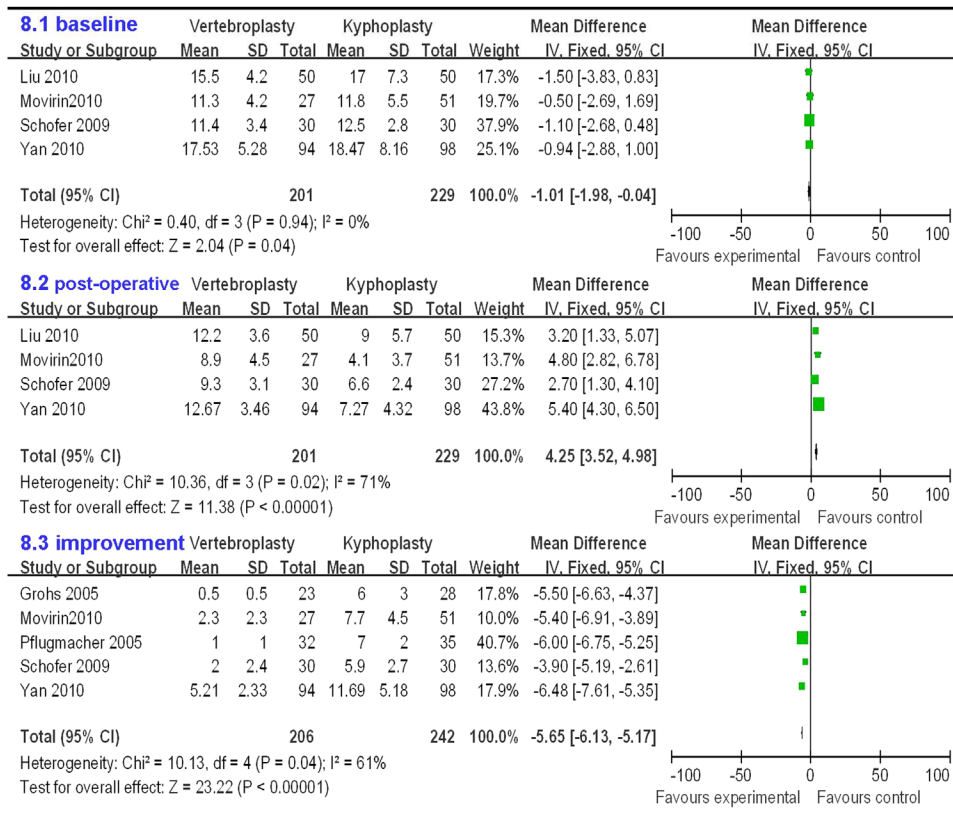 8.1 baseline Vertebroplasty Kyphoplasty Mean Difference Mean Difference
Study or Subgroup Mean SD Total Mean SD Total Weight IV, Fixed, 95% CI IV, Fixed, 95% CI
Liu 2010 15.5 4.2 50 17 7.3 50 17.3% -1.50 [-3.83, 0.83]
Movirin2010 11.3 4.2 27 11.8 5.5 51 19.7% -0.50 [-2.69, 1.69]
Schofer 2009 11.4 3.4 30 12.5 2.8 30 37.9% -1.10 [-2.68, 0.48]
Yan 2010 17.53 5.28 94 18.47 8.16 98 25.1% -0.94 [-2.88, 1.00]
Total (95% CI) 201 229 100.0% -1.01 [-1.98, -0.04]
Heterogeneity: Chi² = 0.40, df = 3 (P = 0.94); I² = 0%
Test for overall effect: Z = 2.04 (P = 0.04)
-100 -50 0 50 100
Favours experimental Favours control
8.2 post-operative Vertebroplasty Kyphoplasty Mean Difference Mean Difference
Study or Subgroup Mean SD Total Mean SD Total Weight IV, Fixed, 95% CI IV, Fixed, 95% CI
Liu 2010 12.2 3.6 50 9 5.7 50 15.3% 3.20 [1.33, 5.07]
Movirin2010 8.9 4.5 27 4.1 3.7 51 13.7% 4.80 [2.82, 6.78]
Schofer 2009 9.3 3.1 30 6.6 2.4 30 27.2% 2.70 [1.30, 4.10]
Yan 2010 12.67 3.46 94 7.27 4.32 98 43.8% 5.40 [4.30, 6.50]
Total (95% CI) 201 229 100.0% 4.25 [3.52, 4.98]
Heterogeneity: Chi² = 10.36, df = 3 (P = 0.02); I² = 71%
Test for overall effect: Z = 11.38 (P < 0.00001)
-100 -50 0 50 100
Favours experimental Favours control
8.3 improvement Vertebroplasty Kyphoplasty Mean Difference Mean Difference
Study or Subgroup Mean SD Total Mean SD Total Weight IV, Fixed, 95% CI IV, Fixed, 95% CI
Grohs 2005 0.5 0.5 23 6 3 28 17.8% -5.50 [-6.63, -4.37]
Movirin2010 2.3 2.3 27 7.7 4.5 51 10.0% -5.40 [-6.91, -3.89]
Pflugmacher 2005 1 1 32 7 2 35 40.7% -6.00 [-6.75, -5.25]
Schofer 2009 2 2.4 30 5.9 2.7 30 13.6% -3.90 [-5.19, -2.61]
Yan 2010 5.21 2.33 94 11.69 5.18 98 17.9% -6.48 [-7.61, -5.35]
Total (95% CI) 206 242 100.0% -5.65 [-6.13, -5.17]
Heterogeneity: Chi² = 10.13, df = 4 (P = 0.04); I² = 61%
Test for overall effect: Z = 23.22 (P < 0.00001)
-100 -50 0 50 100
Favours experimental Favours control